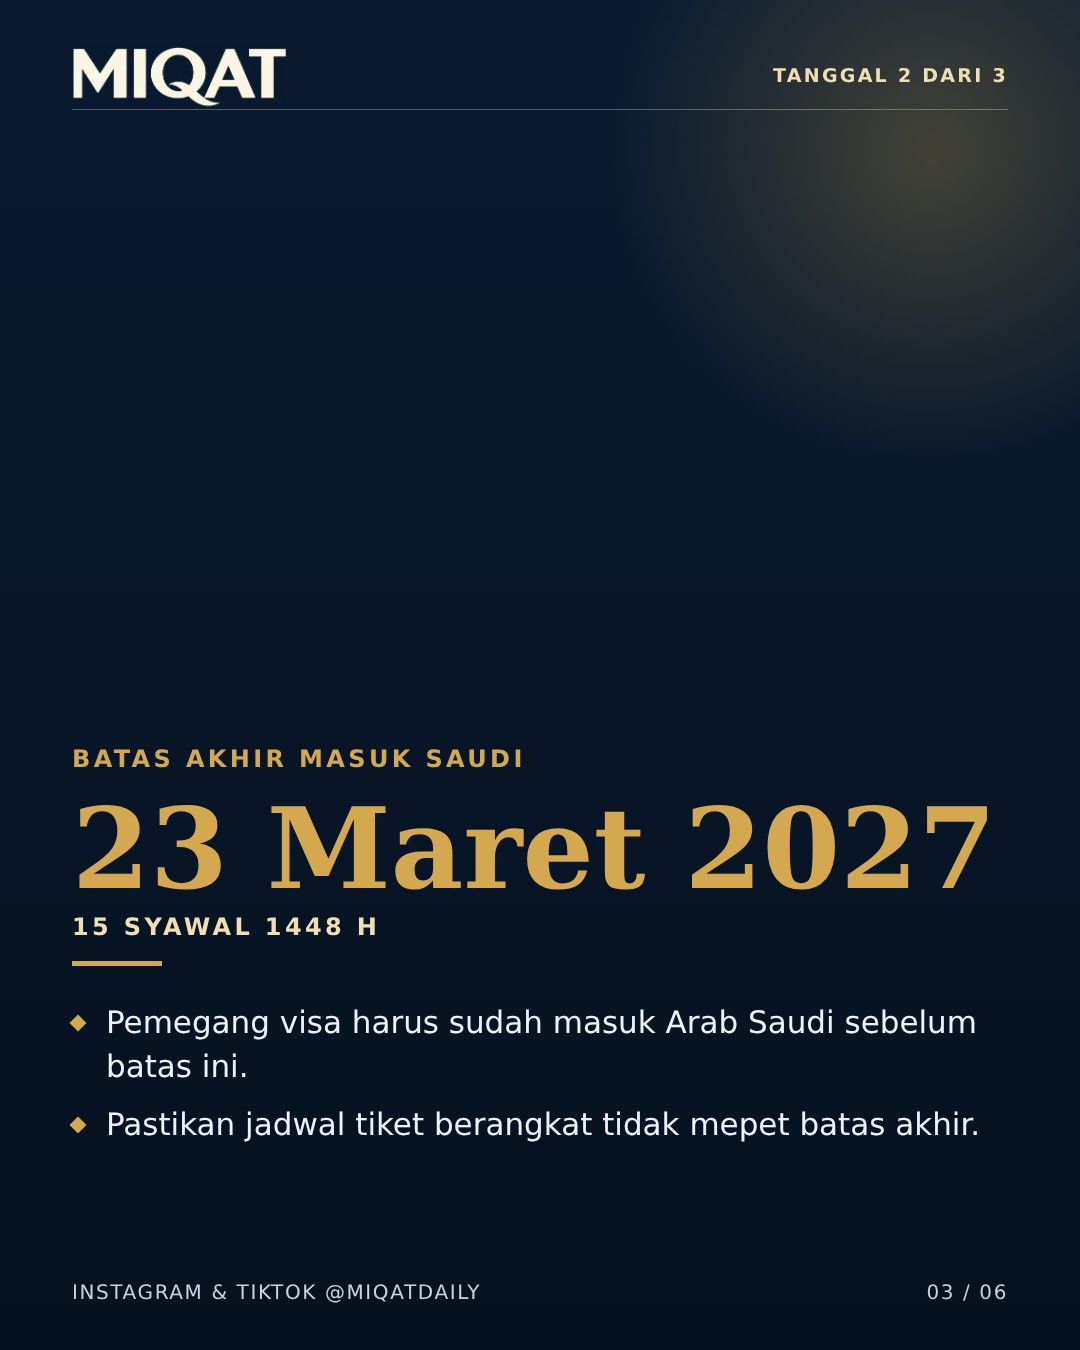 MIQAT
TANGGAL 2 DARI 3
BATAS AKHIR MASUK SAUDI
23 Maret 2027
15 SYAWAL 1448 H
Pemegang visa harus sudah masuk Arab Saudi sebelum
batas ini.
Pastikan jadwal tiket berangkat tidak mepet batas akhir.
INSTAGRAM & TIKTOK @MIQATDAILY
03 / 06